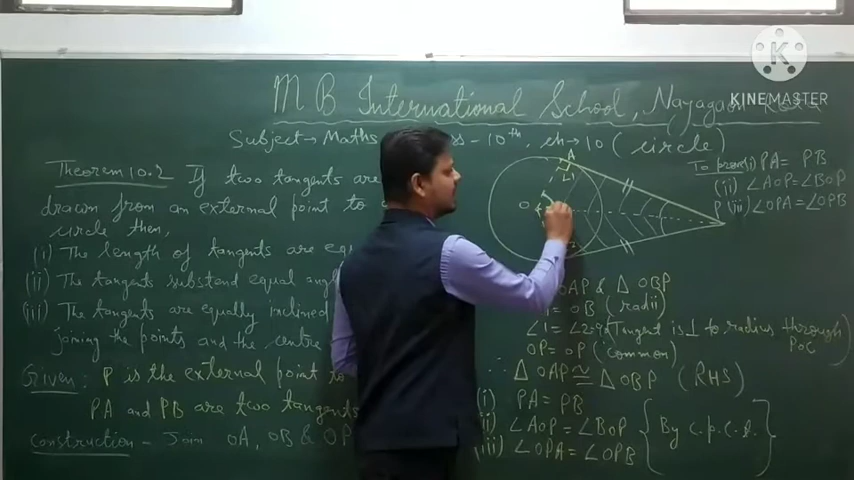 MB International School, Nayagaon
KINEMASTER
Subject → Maths - 10th, ch → 10 (circle)
Theorem 10.2 If two tangents are
drawn from an external point to
circle then,
(i) The length of tangents are
(ii) The tangents substend equal
(iii) The tangents are equally inclined
joining the points and the centre
Given: P is the external point to
PA and PB are two tangents
Construction - Join OA, OB & OP
A
L1
O
To prove: (i) PA = PB
(ii) ∠AOP = ∠BOP
P (iii) ∠OPA = ∠OPB
OAP & Δ OBP
= OB (radii)
∠1 = ∠2 = 90 (Tangent is ⊥ to radius through
POC)
OP = OP (common)
∴ Δ OAP ≅ Δ OBP (RHS)
(i) PA = PB
(ii) ∠AOP = ∠BOP
(iii) ∠OPA = ∠OPB
{By c.p.c.t.}